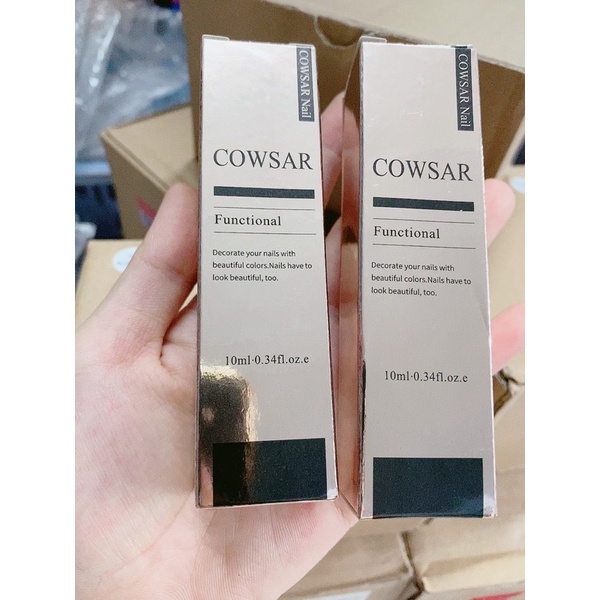 COWSAR Nail
COWSAR
Functional
Decorate your nails with
beautiful colors.Nails have to
look beautiful, too.
10ml·0.34fl.oz.e
COWSAR Nail
COWSAR
Functional
Decorate your nails with
beautiful colors.Nails have to
look beautiful, too.
10ml·0.34fl.oz.e